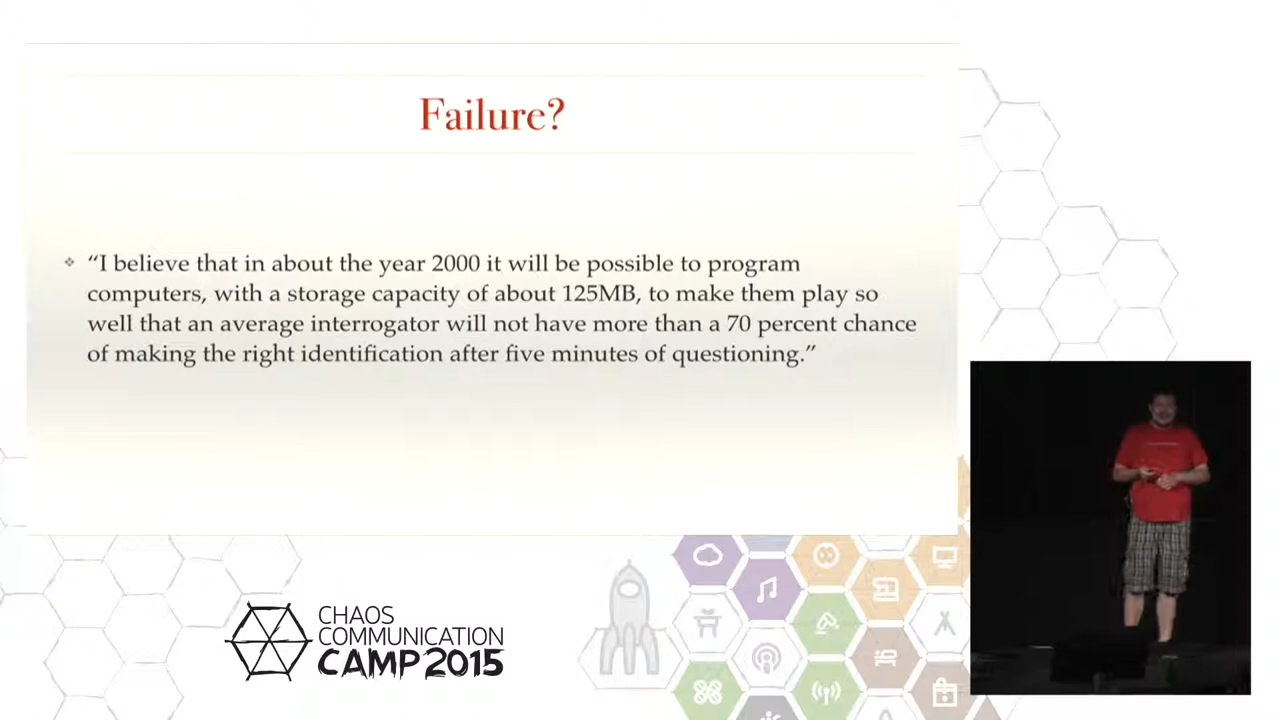 Failure?
“I believe that in about the year 2000 it will be possible to program
computers, with a storage capacity of about 125MB, to make them play so
well that an average interrogator will not have more than a 70 percent chance
of making the right identification after five minutes of questioning.”
CHAOS
COMMUNICATION
CAMP 2015